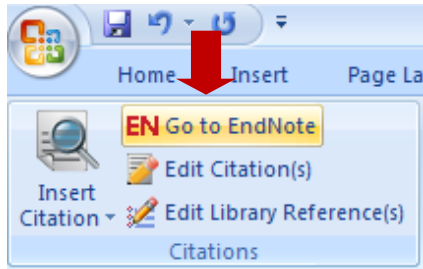 Home Insert Page La
EN Go to EndNote
Edit Citation(s)
Insert
Citation
Edit Library Reference(s)
Citations